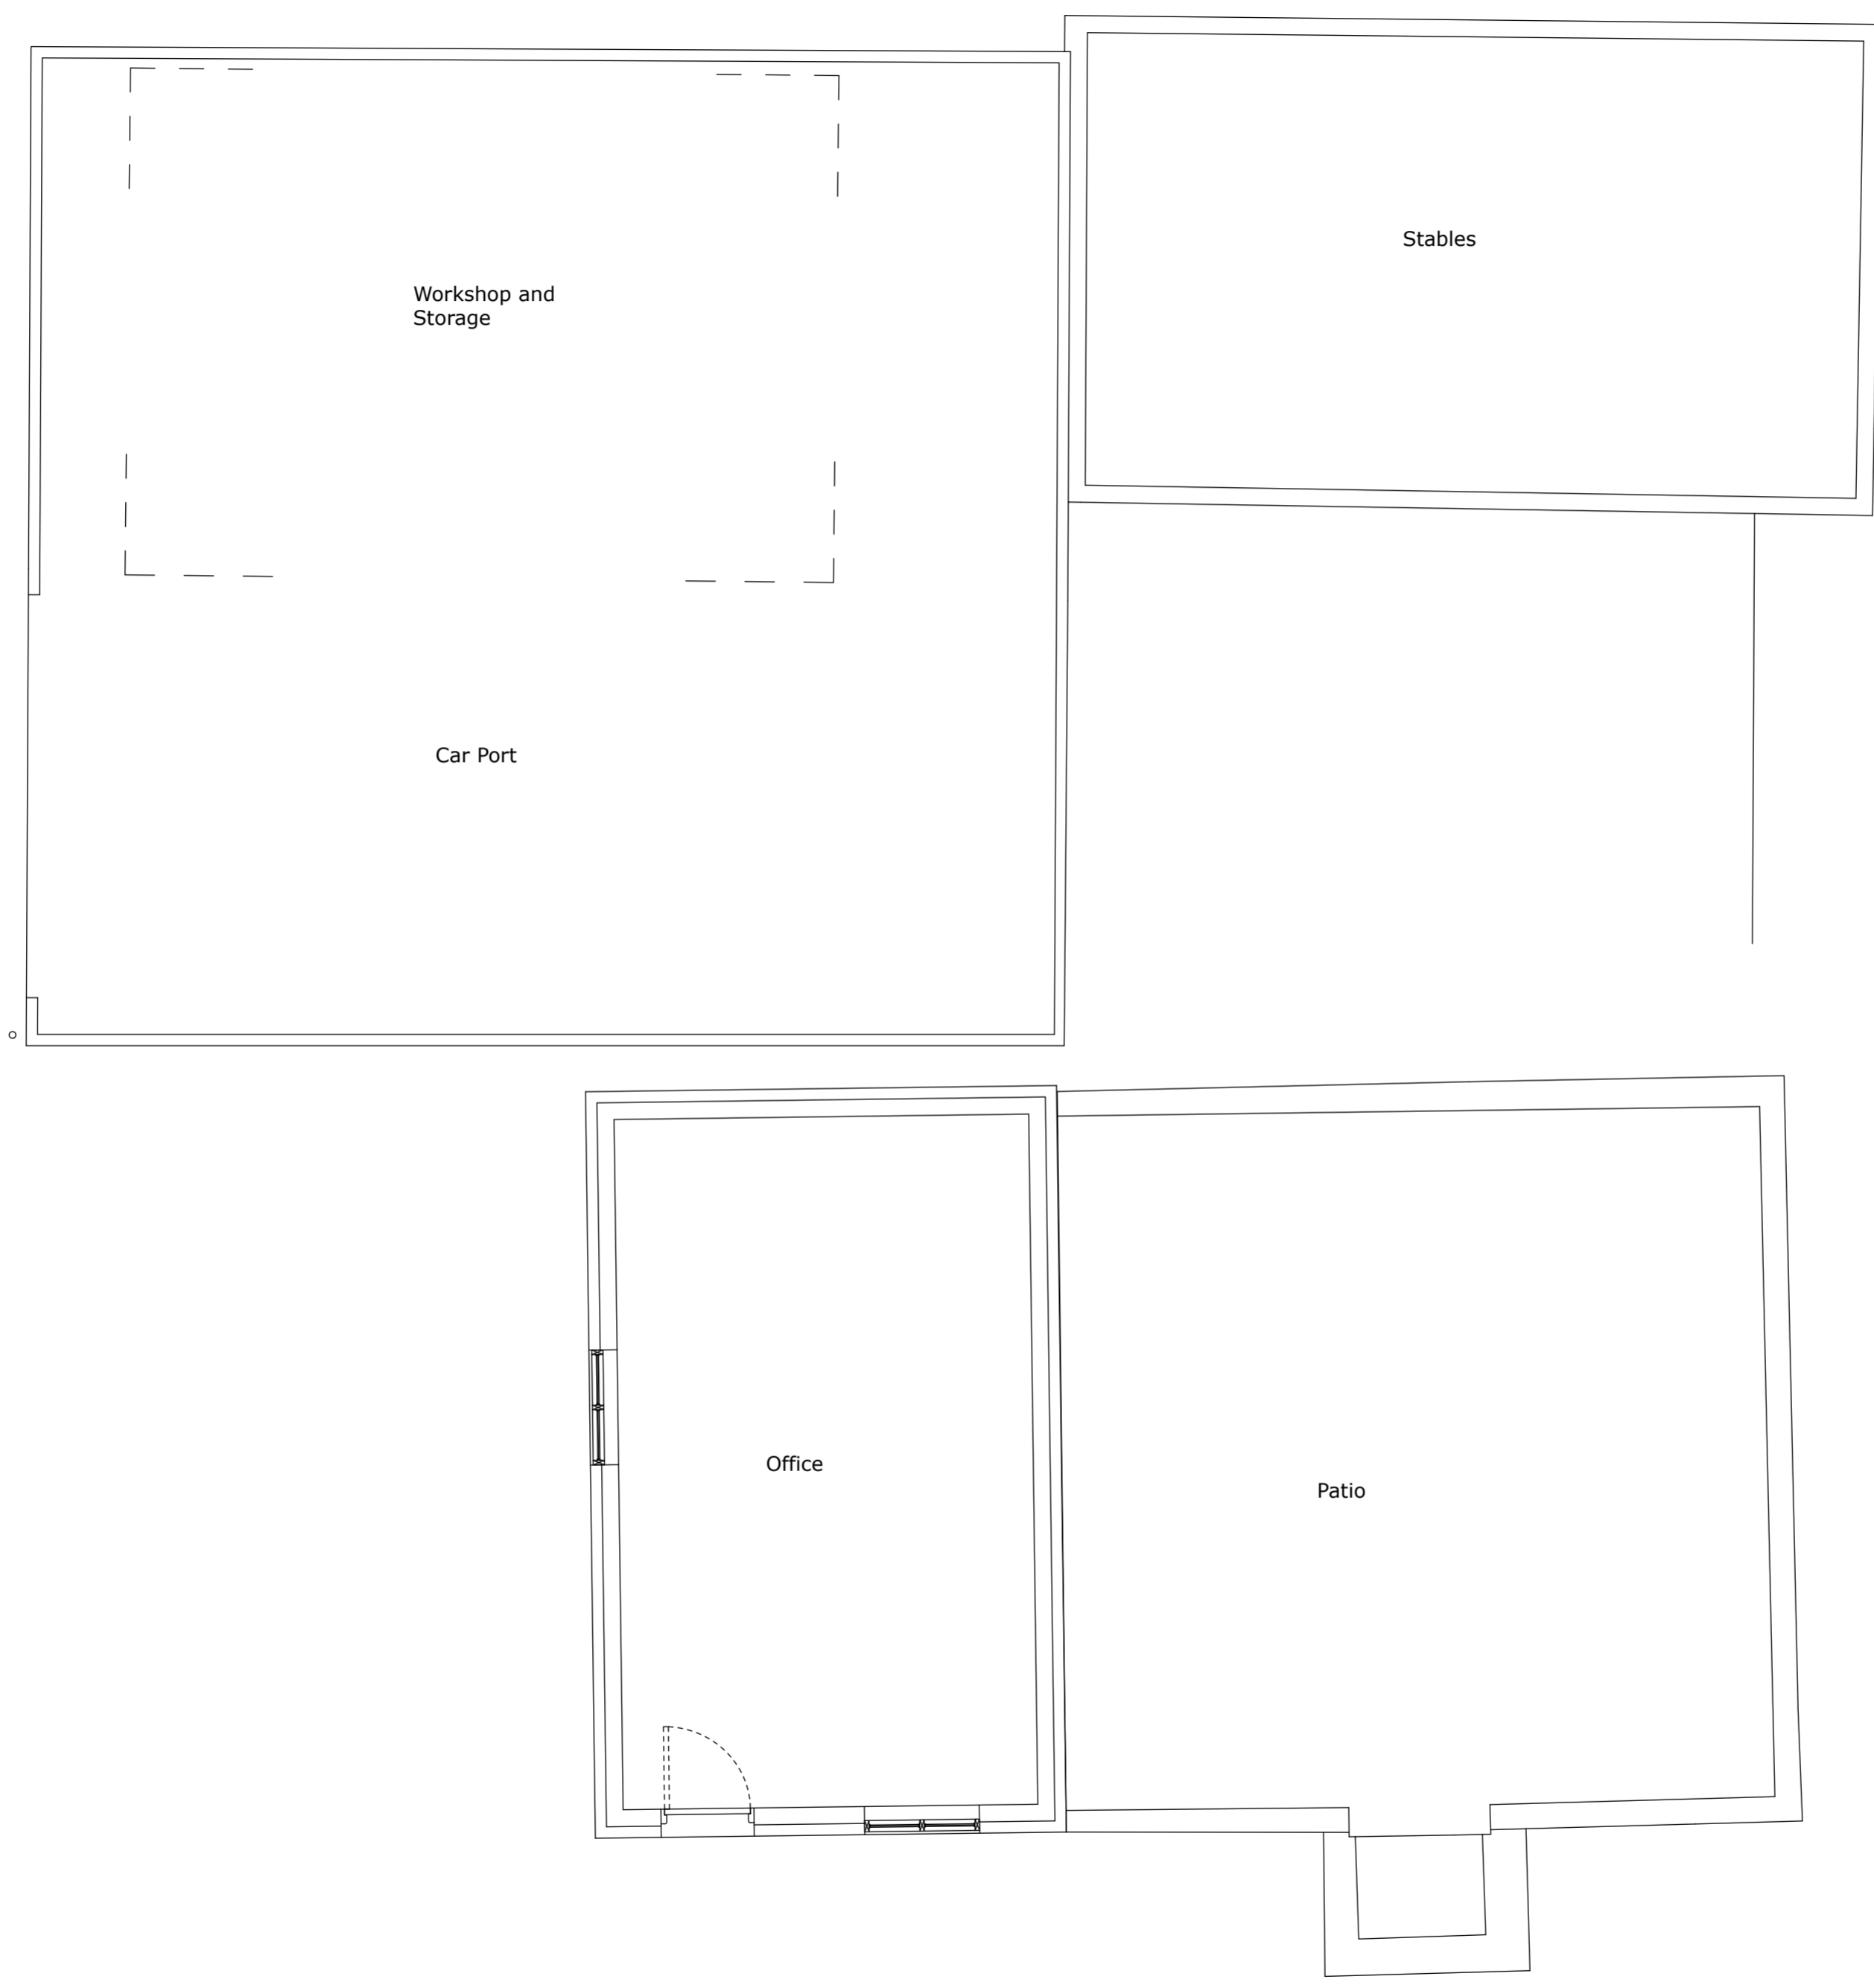 Stables
Workshop and
Storage
Car Port
Office
Patio